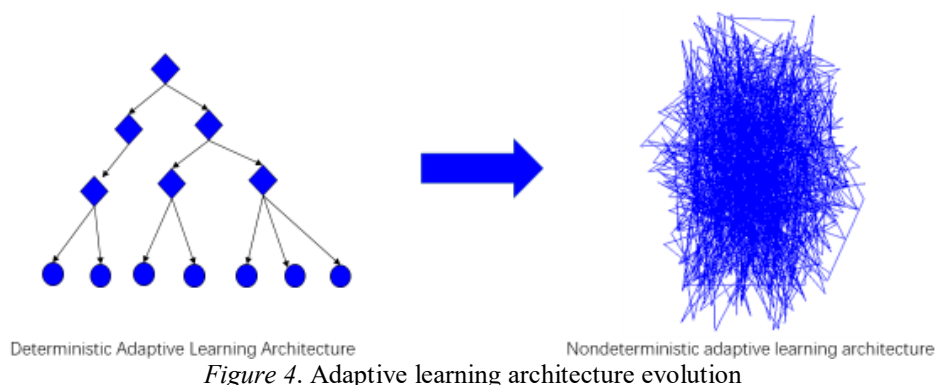 Deterministic Adaptive Learning Architecture
Nondeterministic adaptive learning architecture
Figure 4. Adaptive learning architecture evolution